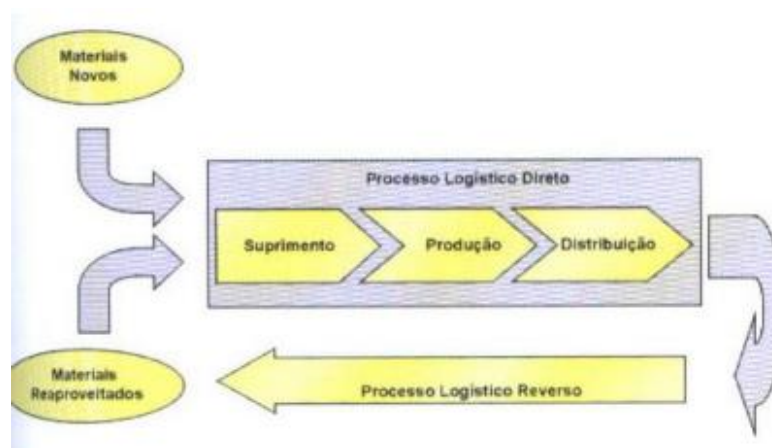 Materiais
Novos
Processo Logístico Direto
Suprimento
Produção
Distribuição
Materiais
Reaproveitados
Processo Logístico Reverso